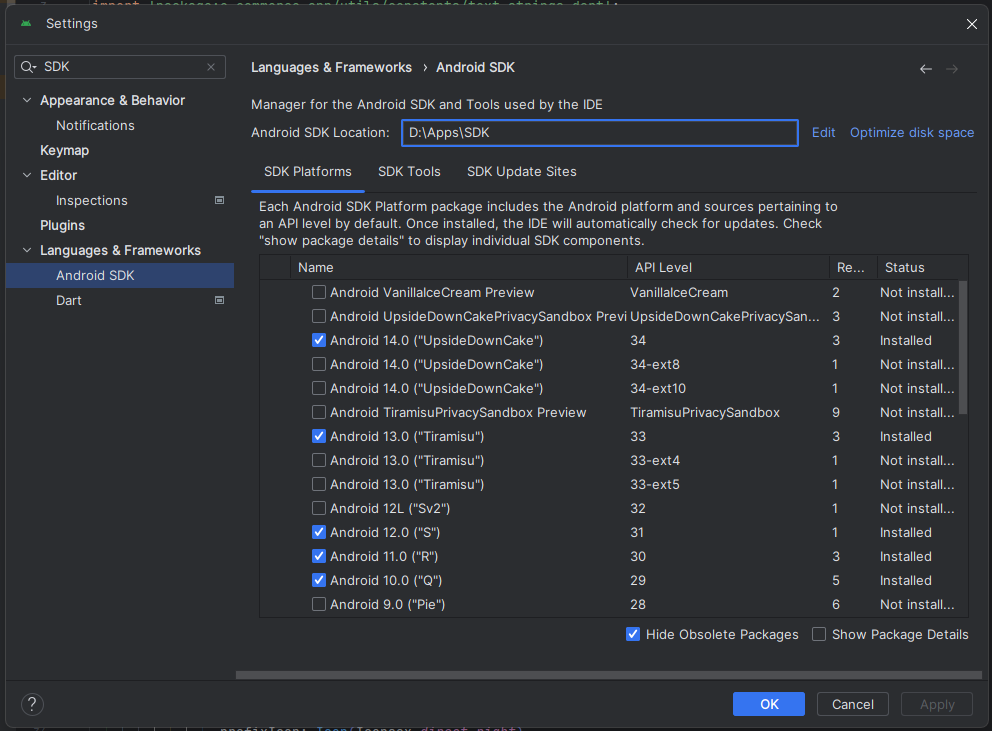 import 'package:e_commerce_app/utils/constants/text_strings.dart';
Settings
SDK
Appearance & Behavior
Notifications
Keymap
Editor
Inspections
Plugins
Languages & Frameworks
Android SDK
Dart
Languages & Frameworks › Android SDK
Manager for the Android SDK and Tools used by the IDE
Android SDK Location: D:\Apps\SDK Edit Optimize disk space
SDK Platforms SDK Tools SDK Update Sites
Each Android SDK Platform package includes the Android platform and sources pertaining to
an API level by default. Once installed, the IDE will automatically check for updates. Check
"show package details" to display individual SDK components.
Name API Level Re... Status
Android VanillaIceCream Preview VanillaIceCream 2 Not install...
Android UpsideDownCakePrivacySandbox Previ UpsideDownCakePrivacySan... 3 Not install...
Android 14.0 ("UpsideDownCake") 34 3 Installed
Android 14.0 ("UpsideDownCake") 34-ext8 1 Not install...
Android 14.0 ("UpsideDownCake") 34-ext10 1 Not install...
Android TiramisuPrivacySandbox Preview TiramisuPrivacySandbox 9 Not install...
Android 13.0 ("Tiramisu") 33 3 Installed
Android 13.0 ("Tiramisu") 33-ext4 1 Not install...
Android 13.0 ("Tiramisu") 33-ext5 1 Not install...
Android 12L ("Sv2") 32 1 Not install...
Android 12.0 ("S") 31 1 Installed
Android 11.0 ("R") 30 3 Installed
Android 10.0 ("Q") 29 5 Installed
Android 9.0 ("Pie") 28 6 Not install...
Hide Obsolete Packages Show Package Details
? OK Cancel Apply